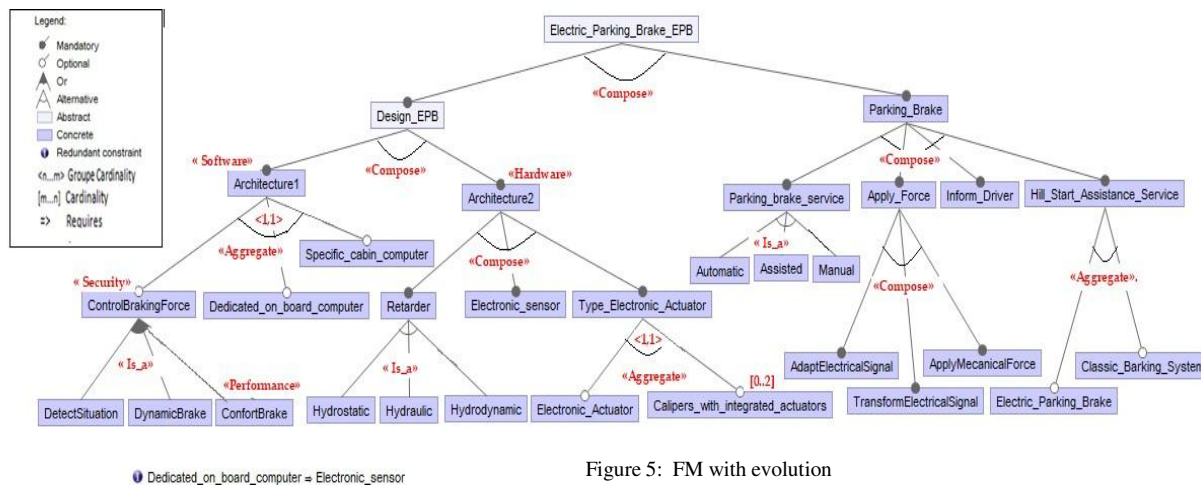 Legend:
Mandatory
Optional
Or
Alternative
Abstract
Concrete
Redundant constraint
<n...m> Groupe Cardinality
[m...n] Cardinality
=> Requires
Electric_Parking_Brake_EPB
«Compose»
Design_EPB
Parking_Brake
« Software»
«Compose»
«Hardware»
«Compose»
Architecture1
Architecture2
Parking_brake_service
Apply_Force
Inform_Driver
Hill_Start_Assistance_Service
<1,1>
«Aggregate»
Specific_cabin_computer
«Compose»
« Is_a»
Automatic
Assisted
Manual
«Compose»
«Aggregate».
« Security»
ControlBrakingForce
Dedicated_on_board_computer
Retarder
Electronic_sensor
Type_Electronic_Actuator
« Is_a»
«Performance»
« Is_a»
<1,1>
«Aggregate»
[0..2]
AdaptElectricalSignal
ApplyMecanicalForce
Classic_Barking_System
DetectSituation
DynamicBrake
ConfortBrake
Hydrostatic
Hydraulic
Hydrodynamic
Electronic_Actuator
Calipers_with_integrated_actuators
TransformElectricalSignal
Electric_Parking_Brake
Dedicated_on_board_computer ⇒ Electronic_sensor
Figure 5: FM with evolution